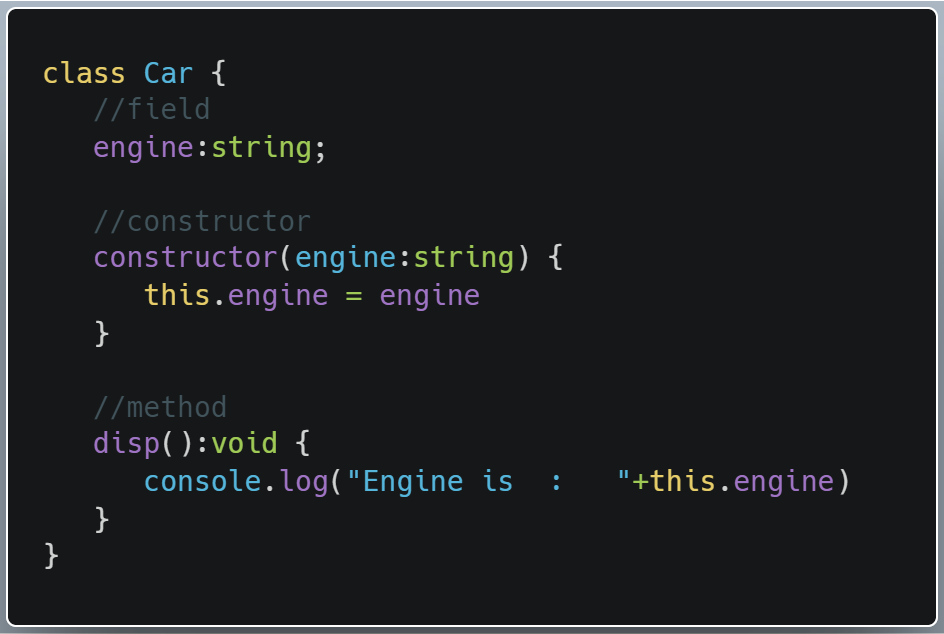 class Car {
   //field
   engine:string;

   //constructor
   constructor(engine:string) {
      this.engine = engine
   }

   //method
   disp():void {
      console.log("Engine is  :   "+this.engine)
   }
}